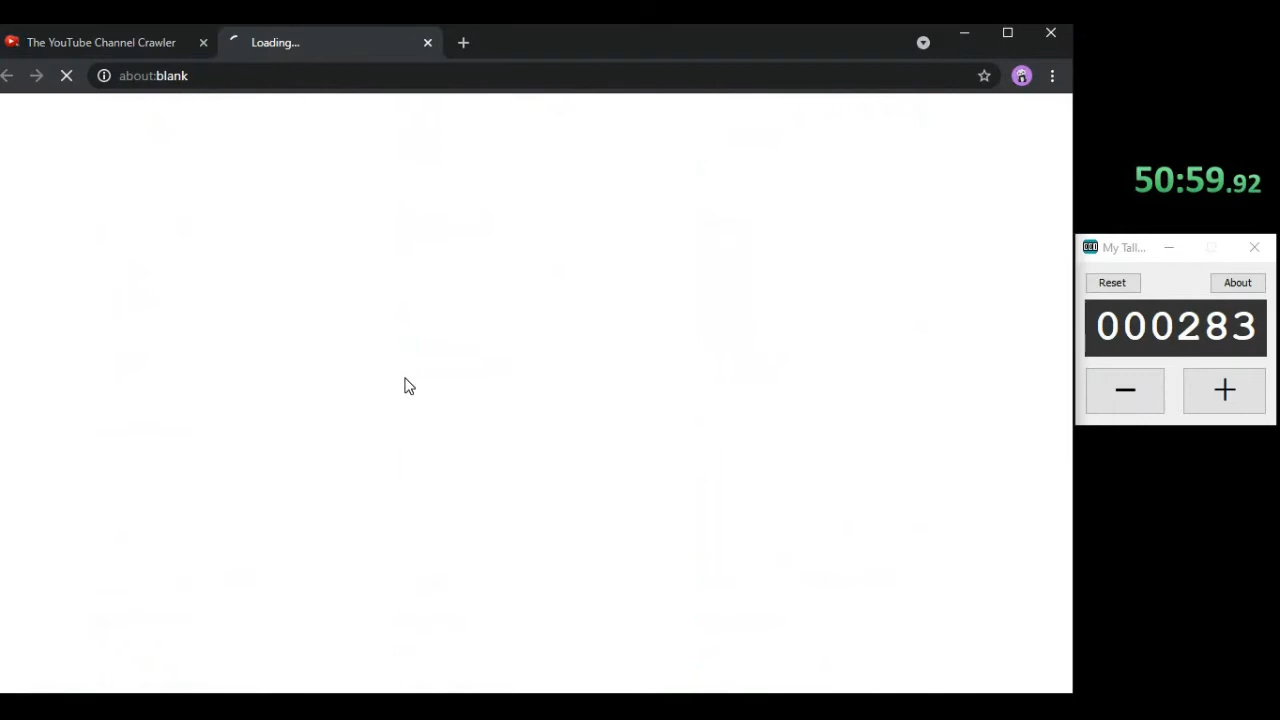 The YouTube Channel Crawler
Loading...
about:blank
50:59.92
My Tall...
Reset
About
000283
− +